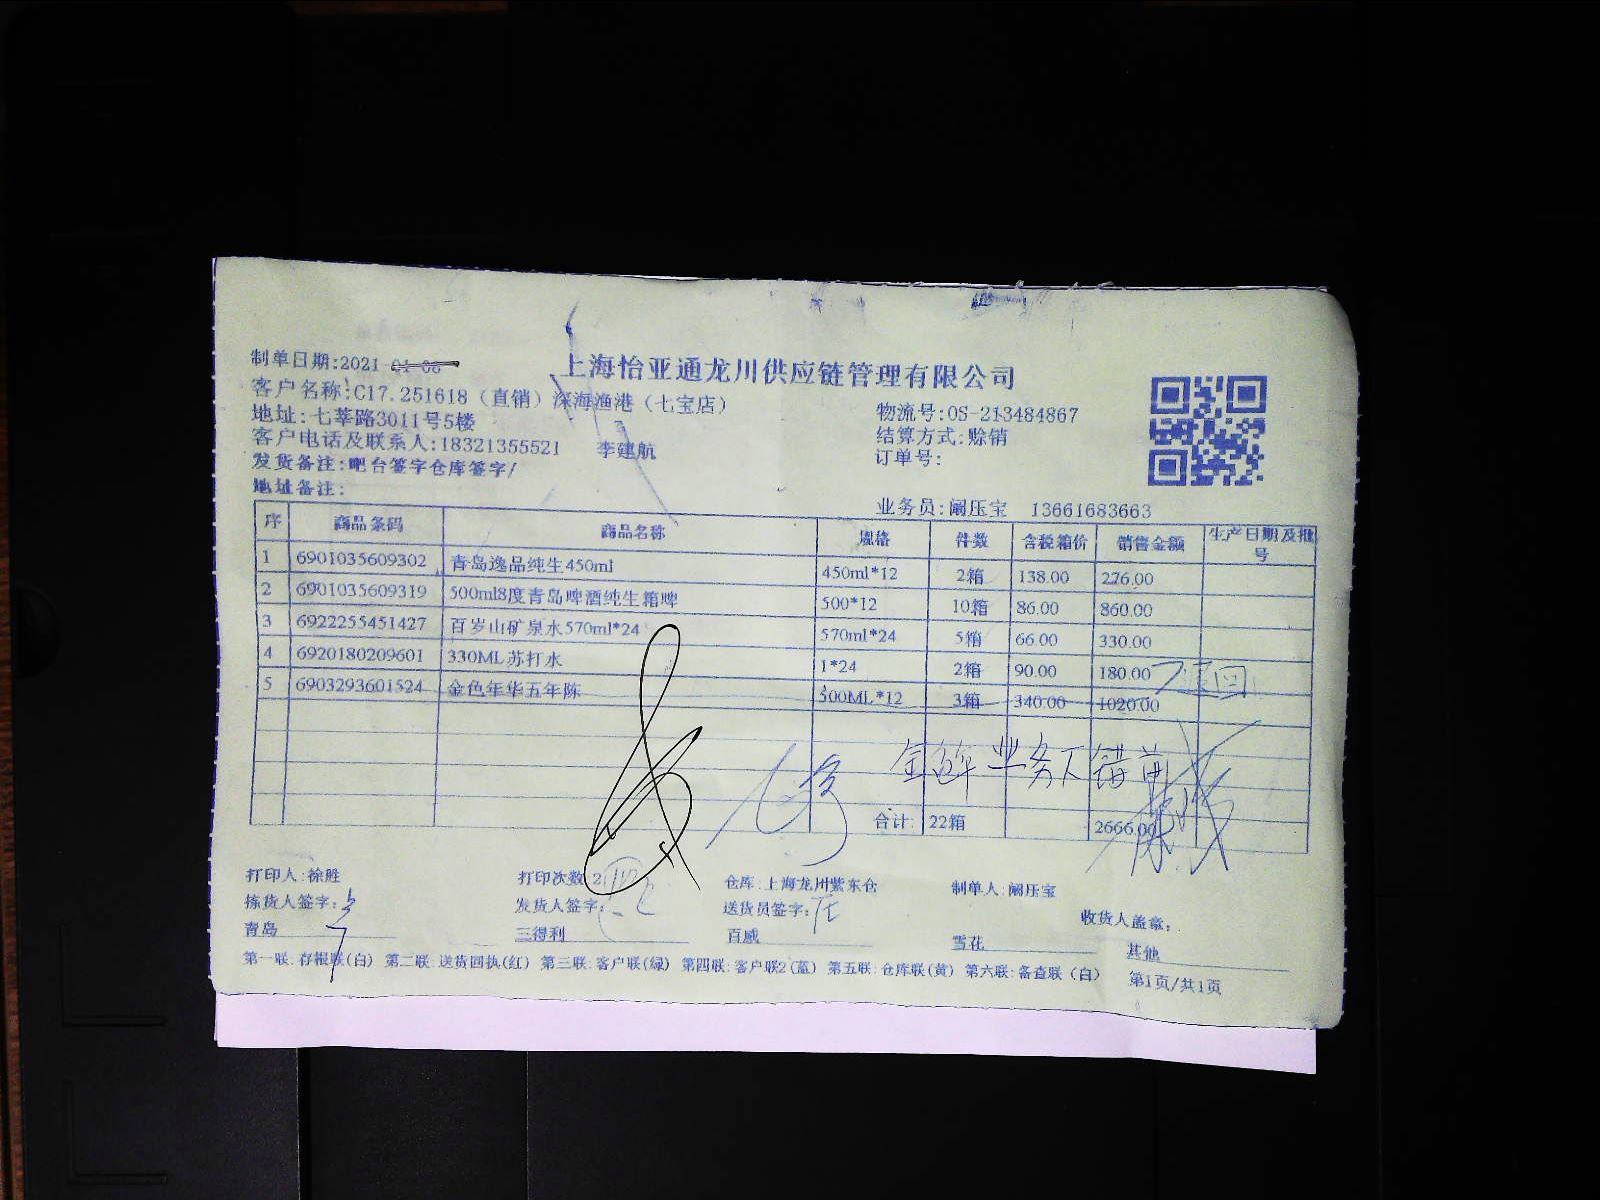 上海怡亚通龙川供应链管理有限公司
制单日期:2021-01-06
客户名称:C17.251618（直销）深海渔港（七宝店）
物流号:OS-213484867
地址:七莘路3011号5楼
结算方式:赊销
客户电话及联系人:18321355521 李建航
订单号:
发货备注:吧台签字仓库签字/
地址备注:
业务员:阚压宝 13661683663
序 商品条码 商品名称 规格 件数 含税箱价 销售金额 生产日期及批号
1 6901035609302 青岛逸品纯生450ml 450ml*12 2箱 138.00 276.00
2 6901035609319 500ml8度青岛啤酒纯生箱啤 500*12 10箱 86.00 860.00
3 6922255451427 百岁山矿泉水570ml*24 570ml*24 5箱 66.00 330.00
4 6920180209601 330ML苏打水 1*24 2箱 90.00 180.00
5 6903293601524 金色年华五年陈 500ML*12 3箱 340.00 1020.00
业务下错单
合计: 22箱 2666.00
打印人:徐胜 打印次数:2 仓库:上海龙川紫东仓 制单人:阚压宝
拣货人签字: 发货人签字: 送货员签字: 收货人盖章:
青岛 三得利 百威 雪花 其他
第一联:存根联(白) 第二联:送货回执(红) 第三联:客户联(绿) 第四联:客户联2(蓝) 第五联:仓库联(黄) 第六联:备查联（白） 第1页/共1页